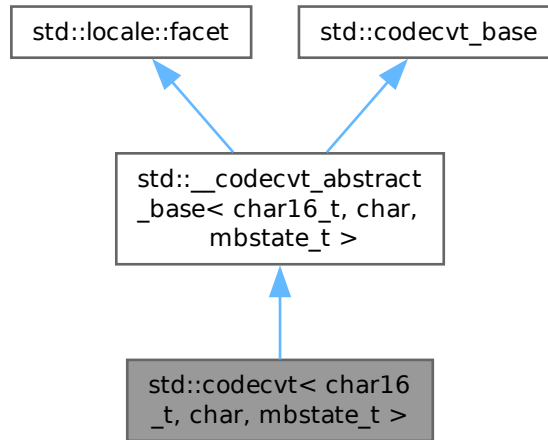 std::locale::facet
std::codecvt_base
std::__codecvt_abstract
_base< char16_t, char,
mbstate_t >
std::codecvt< char16
_t, char, mbstate_t >